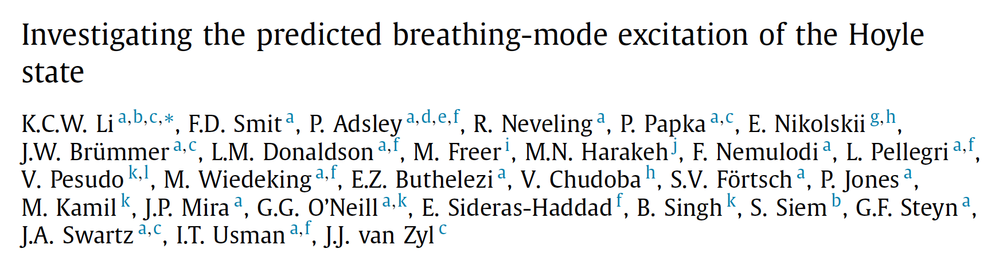 Investigating the predicted breathing-mode excitation of the Hoyle
state
K.C.W. Li a,b,c,*, F.D. Smit a, P. Adsley a,d,e,f, R. Neveling a, P. Papka a,c, E. Nikolskii g,h,
J.W. Brümmer a,c, L.M. Donaldson a,f, M. Freer i, M.N. Harakeh j, F. Nemulodi a, L. Pellegri a,f,
V. Pesudo k,l, M. Wiedeking a,f, E.Z. Buthelezi a, V. Chudoba h, S.V. Förtsch a, P. Jones a,
M. Kamil k, J.P. Mira a, G.G. O’Neill a,k, E. Sideras-Haddad f, B. Singh k, S. Siem b, G.F. Steyn a,
J.A. Swartz a,c, I.T. Usman a,f, J.J. van Zyl c